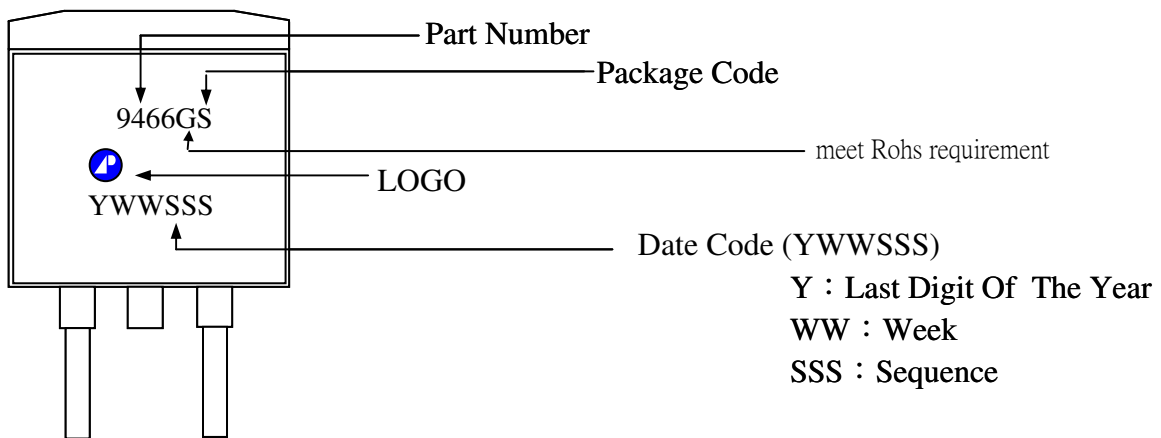 Part Number
Package Code
9466GS
meet Rohs requirement
LOGO
YWWSSS
Date Code (YWWSSS)
Y：Last Digit Of The Year
WW：Week
SSS：Sequence